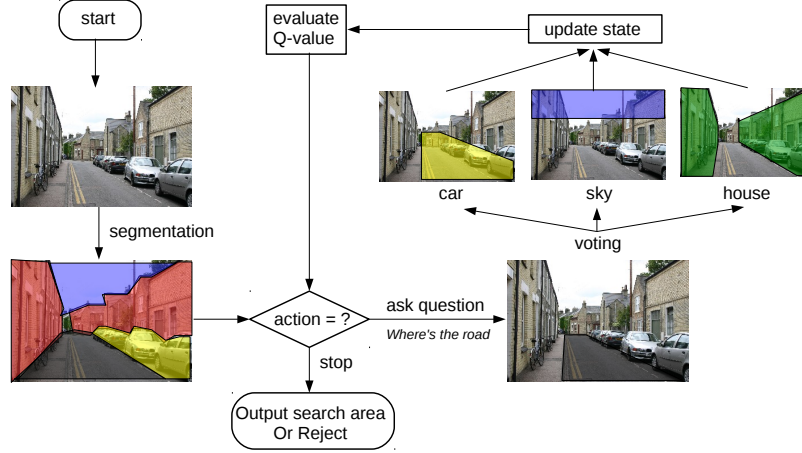 start
evaluate
Q-value
update state
car
sky
house
voting
segmentation
action = ?
ask question
Where's the road
stop
Output search area
Or Reject